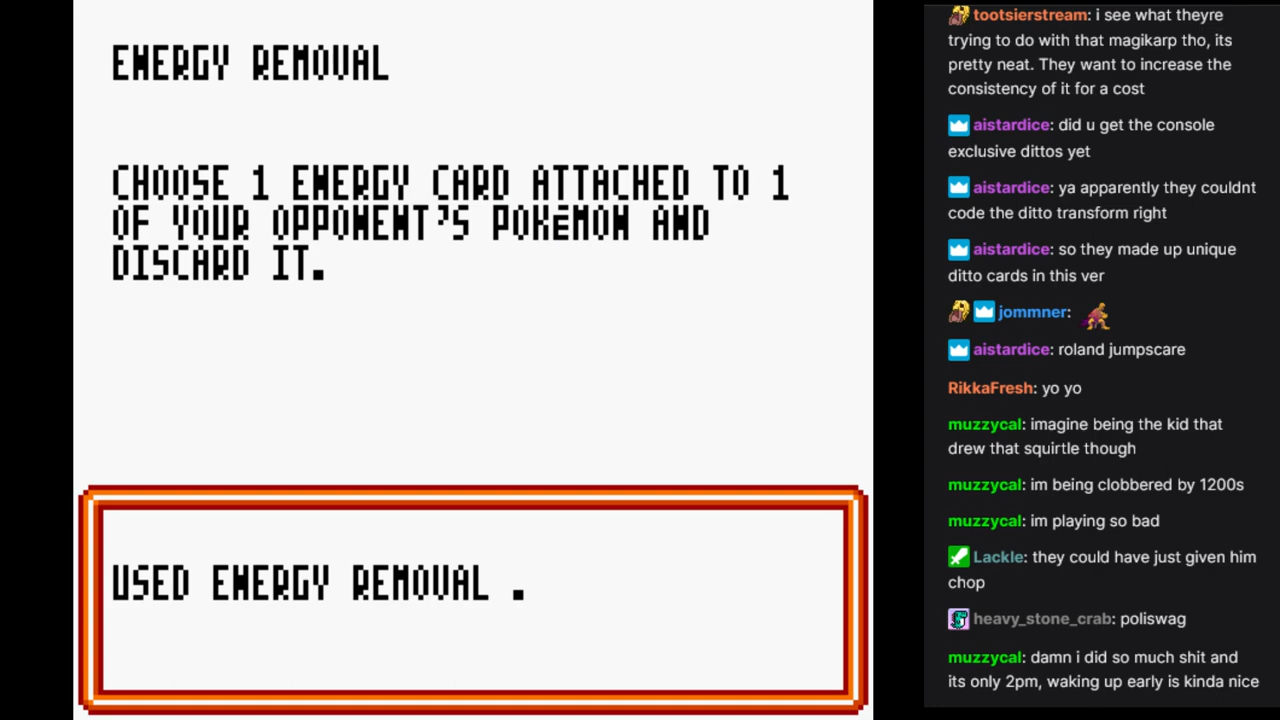 ENERGY REMOVAL
CHOOSE 1 ENERGY CARD ATTACHED TO 1
OF YOUR OPPONENT'S POKéMON AND
DISCARD IT.
USED ENERGY REMOVAL .
tootsierstream: i see what theyre
trying to do with that magikarp tho, its
pretty neat. They want to increase the
consistency of it for a cost
aistardice: did u get the console
exclusive dittos yet
aistardice: ya apparently they couldnt
code the ditto transform right
aistardice: so they made up unique
ditto cards in this ver
jommner:
aistardice: roland jumpscare
RikkaFresh: yo yo
muzzycal: imagine being the kid that
drew that squirtle though
muzzycal: im being clobbered by 1200s
muzzycal: im playing so bad
Lackle: they could have just given him
chop
heavy_stone_crab: poliswag
muzzycal: damn i did so much shit and
its only 2pm, waking up early is kinda nice